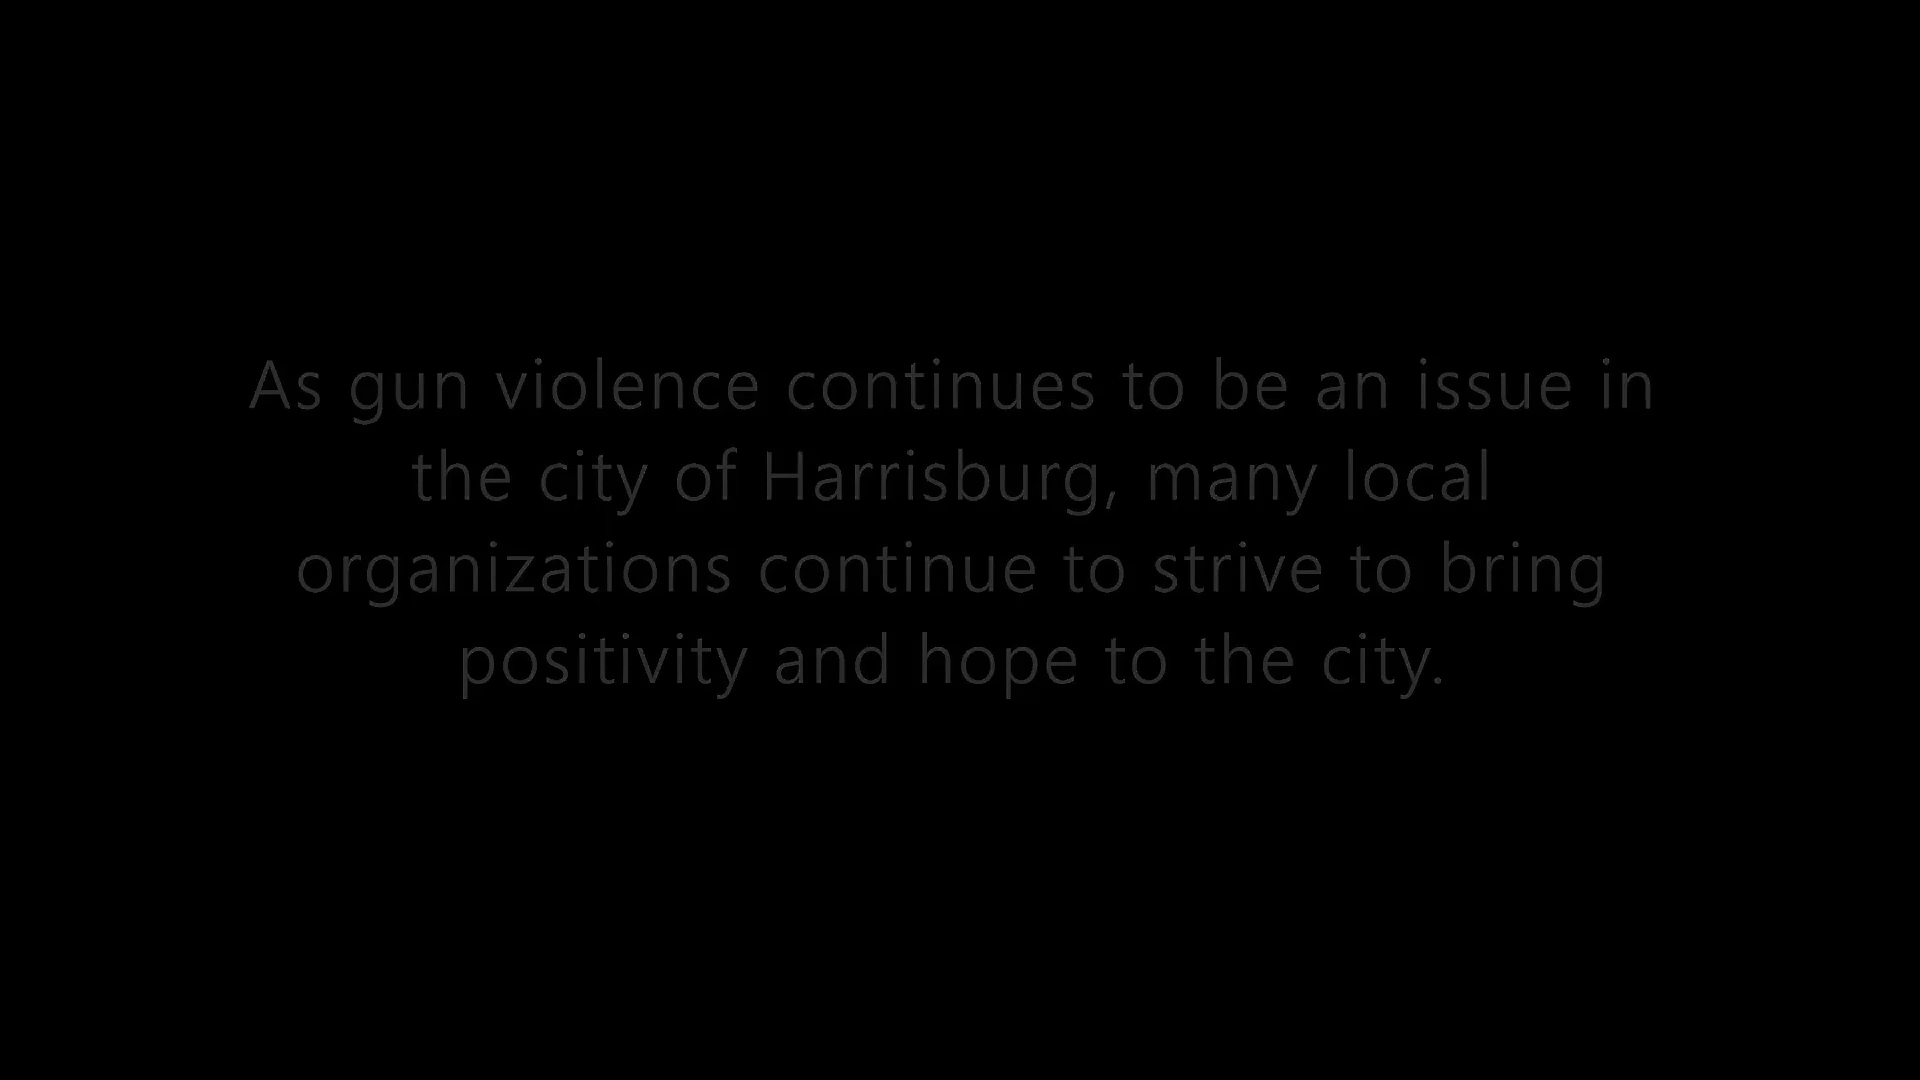 As gun violence continues to be an issue in
the city of Harrisburg, many local
organizations continue to strive to bring
positivity and hope to the city.